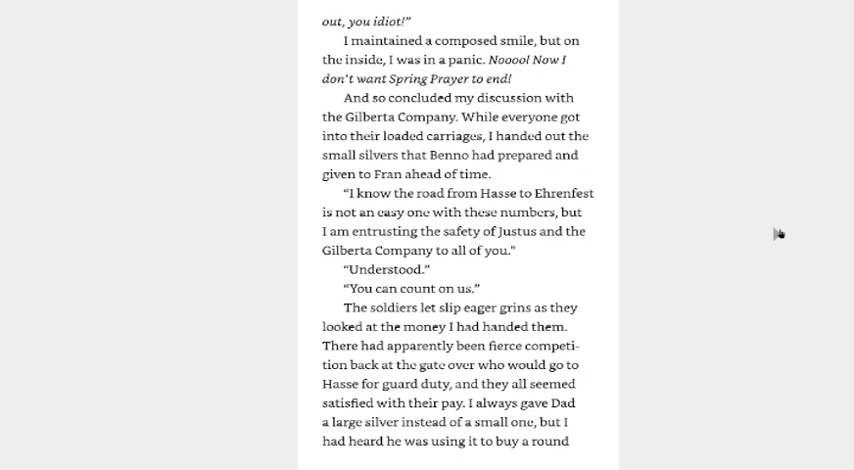 out, you idiot!”
I maintained a composed smile, but on
the inside, I was in a panic. Noooo! Now I
don't want Spring Prayer to end!
And so concluded my discussion with
the Gilberta Company. While everyone got
into their loaded carriages, I handed out the
small silvers that Benno had prepared and
given to Fran ahead of time.
“I know the road from Hasse to Ehrenfest
is not an easy one with these numbers, but
I am entrusting the safety of Justus and the
Gilberta Company to all of you.”
“Understood.”
“You can count on us.”
The soldiers let slip eager grins as they
looked at the money I had handed them.
There had apparently been fierce competi-
tion back at the gate over who would go to
Hasse for guard duty, and they all seemed
satisfied with their pay. I always gave Dad
a large silver instead of a small one, but I
had heard he was using it to buy a round